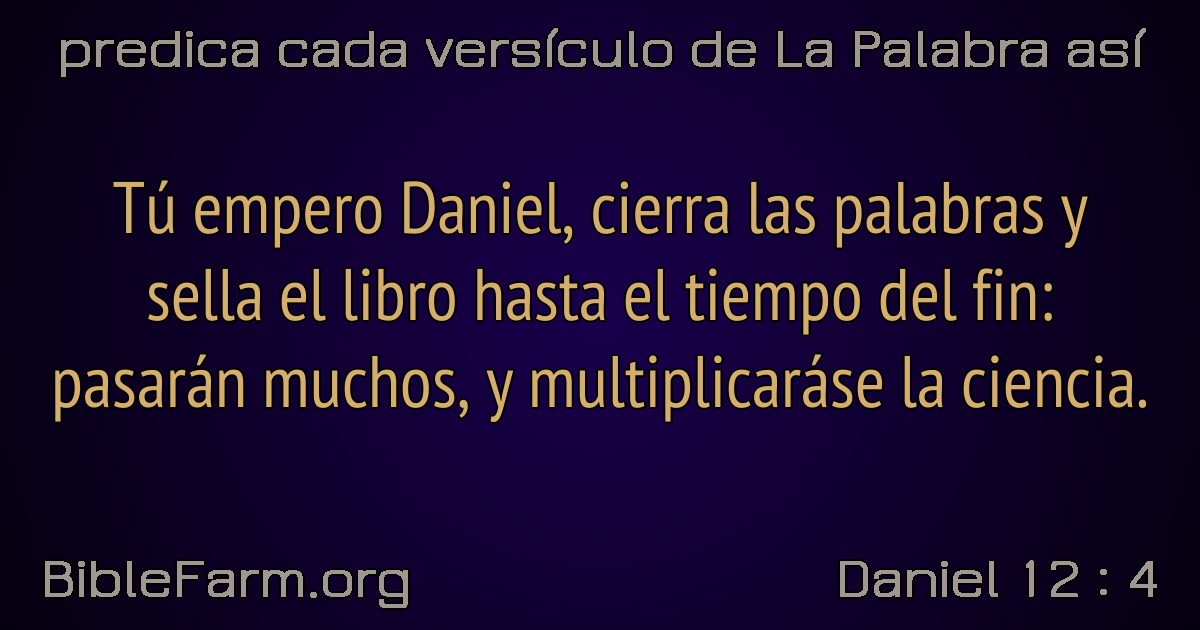 predica cada versículo de La Palabra así
Tú empero Daniel, cierra las palabras y
sella el libro hasta el tiempo del fin:
pasarán muchos, y multiplicaráse la ciencia.
BibleFarm.org
Daniel 12 : 4